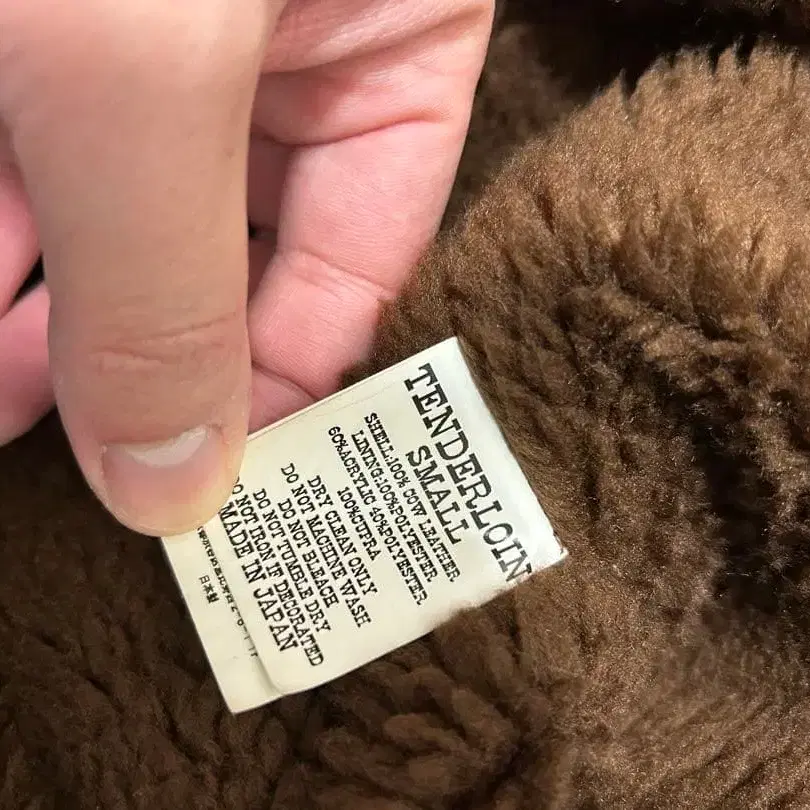 TENDERLOIN
SMALL
SHELL:100% COW LEATHER
LINING:100%POLYESTER
60%ACRYLIC 40%POLYESTER
100%CUPRA
DRY CLEAN ONLY
DO NOT MACHINE WASH
DO NOT BLEACH
DO NOT TUMBLE DRY
O NOT IRON IF DECORATED
MADE IN JAPAN
日本製